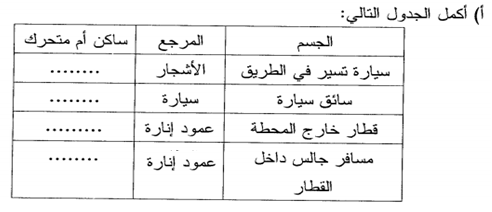 أ) أكمل الجدول التالي:
الجسم المرجع ساكن أم متحرك
سيارة تسير في الطريق الأشجار ........
سائق سيارة سيارة ........
قطار خارج المحطة عمود إنارة .........
مسافر جالس داخل عمود إنارة ........
القطار